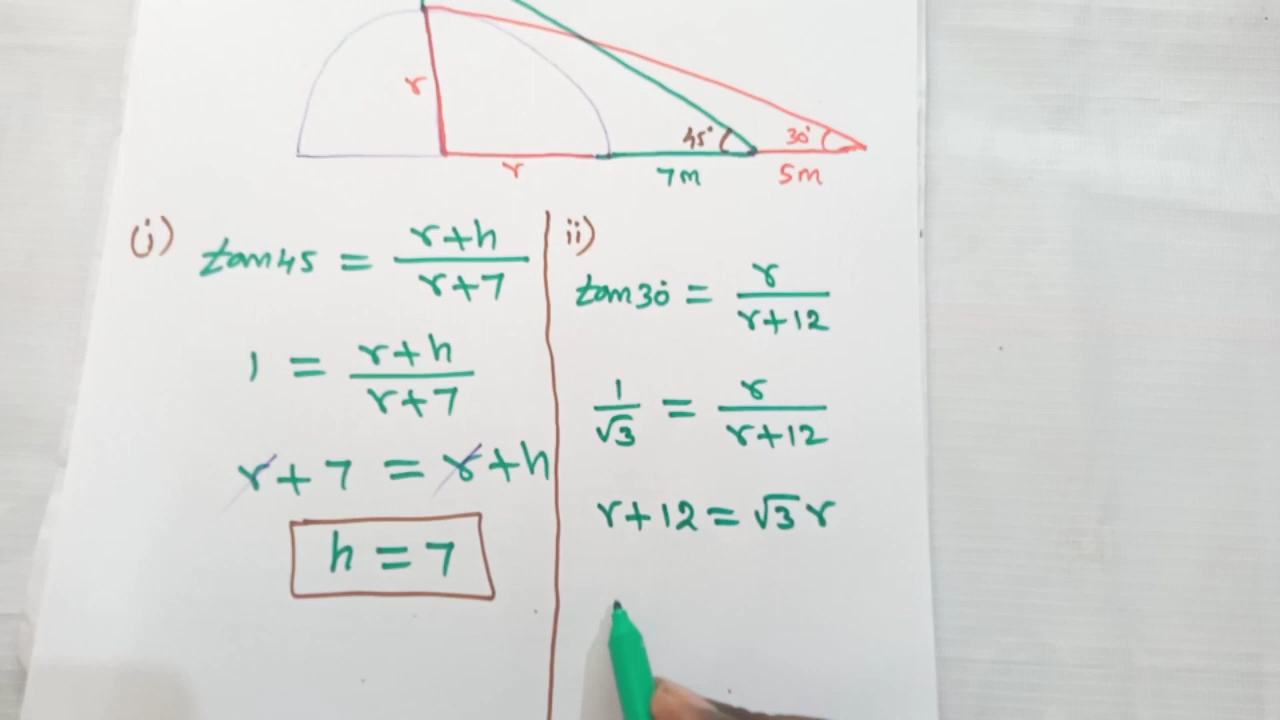 r
45°
30°
r
7m
5m
(i)
tan45 = r+h / r+7
1 = r+h / r+7
r+7 = r+h
h = 7
ii)
tan30° = r / r+12
1/√3 = r / r+12
r+12 = √3 r